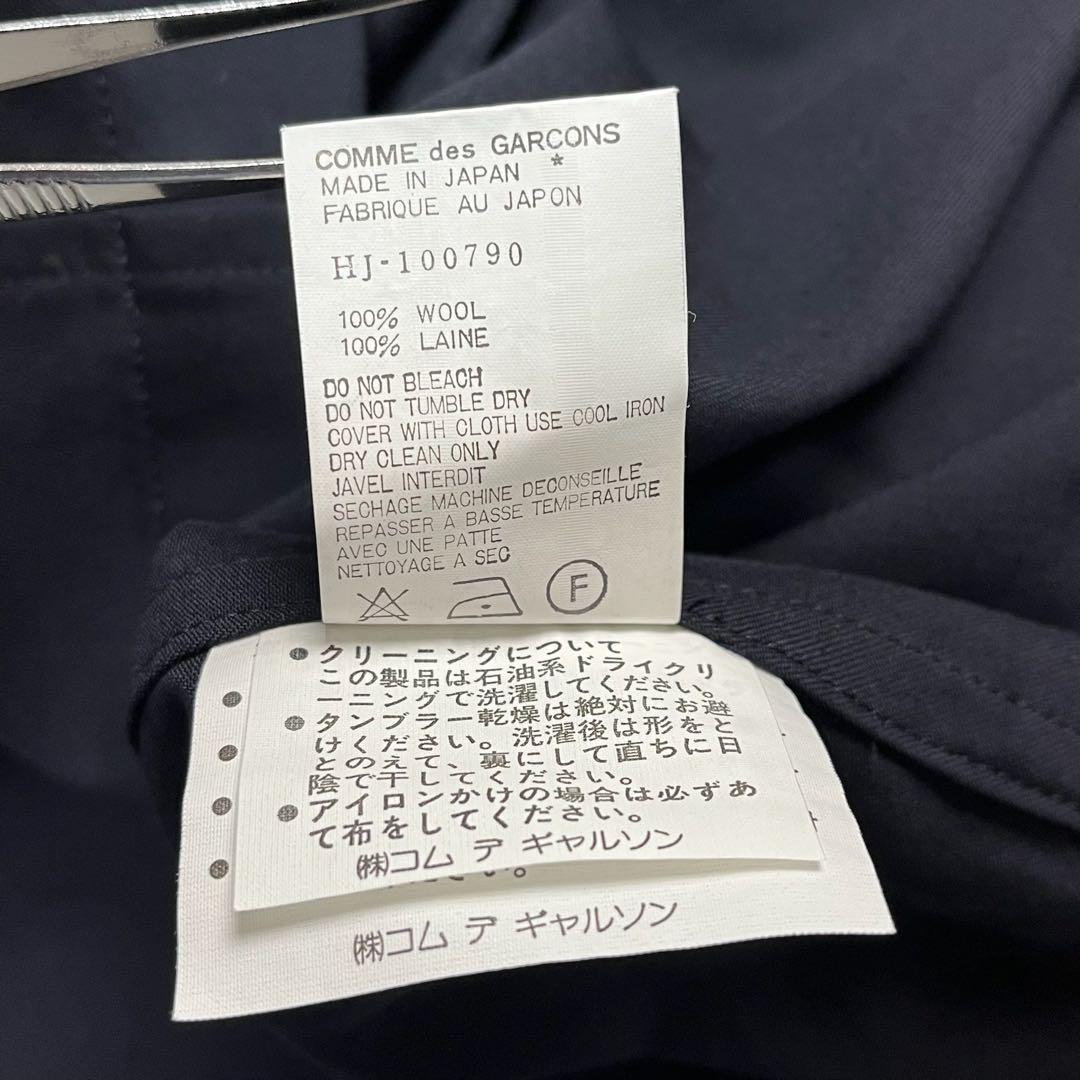 COMME des GARCONS
*
MADE IN JAPAN
FABRIQUE AU JAPON
HJ-100790
100% WOOL
100% LAINE
DO NOT BLEACH
DO NOT TUMBLE DRY
COVER WITH CLOTH USE COOL IRON
DRY CLEAN ONLY
JAVEL INTERDIT
SECHAGE MACHINE DECONSEILLE
REPASSER A BASSE TEMPERATURE
AVEC UNE PATTE
NETTOYAGE A SEC
F
●クリーニングについて
この製品は石油系ドライクリ
ーニングで洗濯してください。
●タンブラー乾燥は絶対にお避
けください。洗濯後は形をと
とのえて、裏にして直ちに日
陰で干してください。
●アイロンかけの場合は必ずあ
て布をしてください。
㈱コム デ ギャルソン
ださい。
㈱コム デ ギャルソン